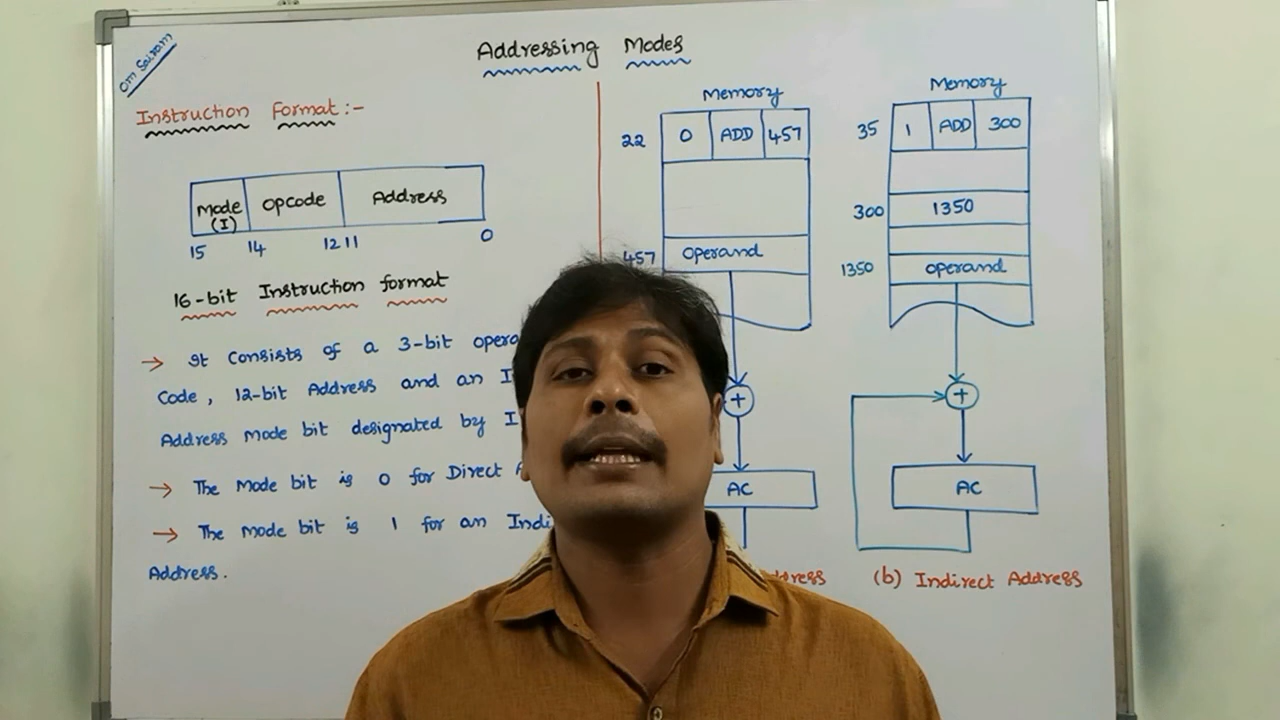 Om Sairam
Addressing Modes
Instruction Format:-
Mode (I) opcode Address
15 14 12 11 0
16-bit Instruction format
→ It consists of a 3-bit
Code, 12-bit Address and an
Address mode bit designated by I
→ The Mode bit is 0 for Direct
→ The mode bit is 1 for an
Address.
Memory
22 0 ADD 457
457 operand
+
AC
Memory
35 1 ADD 300
300 1350
1350 operand
+
AC
(b) Indirect Address